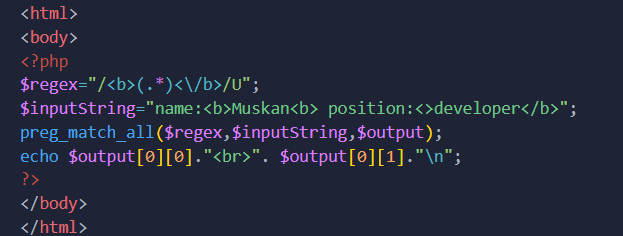 <html>
<body>
<?php
$regex="/<b>(.*)<\/b>/U";
$inputString="name:<b>Muskan<b> position:<>developer</b>";
preg_match_all($regex,$inputString,$output);
echo $output[0][0]."<br>". $output[0][1]."\n";
?>
</body>
</html>